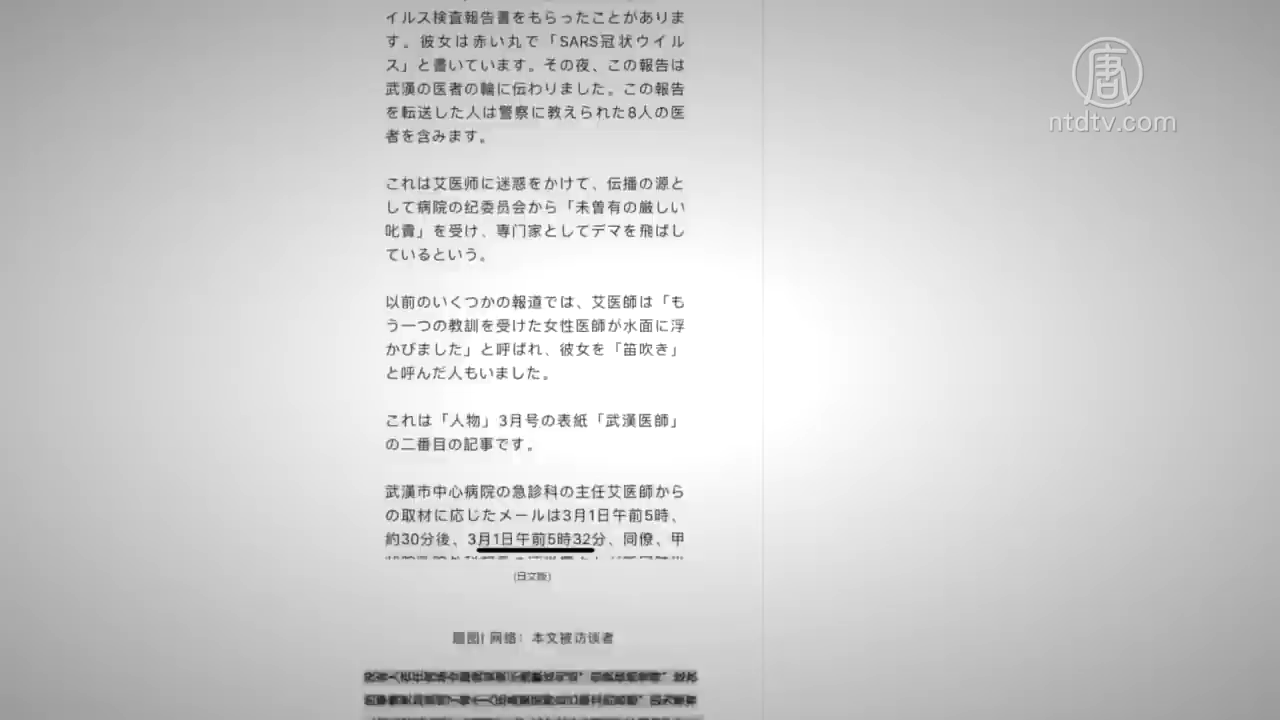 イルス検査報告書をもらったことがありま
す。彼女は赤い丸で「SARS冠状ウイル
ス」と書いています。その夜、この報告は
武漢の医者の輪に伝わりました。この報告
を転送した人は警察に教えられた8人の医
者を含みます。
これは艾医师に迷惑をかけて、伝播の源と
して病院の纪委员会から「未曽有の厳しい
叱責」を受け、専门家としてデマを飛ばし
ているという。
以前のいくつかの報道では、艾医師は「も
う一つの教訓を受けた女性医師が水面に浮
かびました」と呼ばれ、彼女を「笛吹き」
と呼んだ人もいました。
これは「人物」3月号の表紙「武漢医師」
の二番目の記事です。
武漢市中心病院の急診科の主任艾医師から
の取材に応じたメールは3月1日午前5時、
約30分後、3月1日午前5時32分、同僚、甲
(日文版)
题图| 网络：本文被访谈者
唐
ntdtv.com